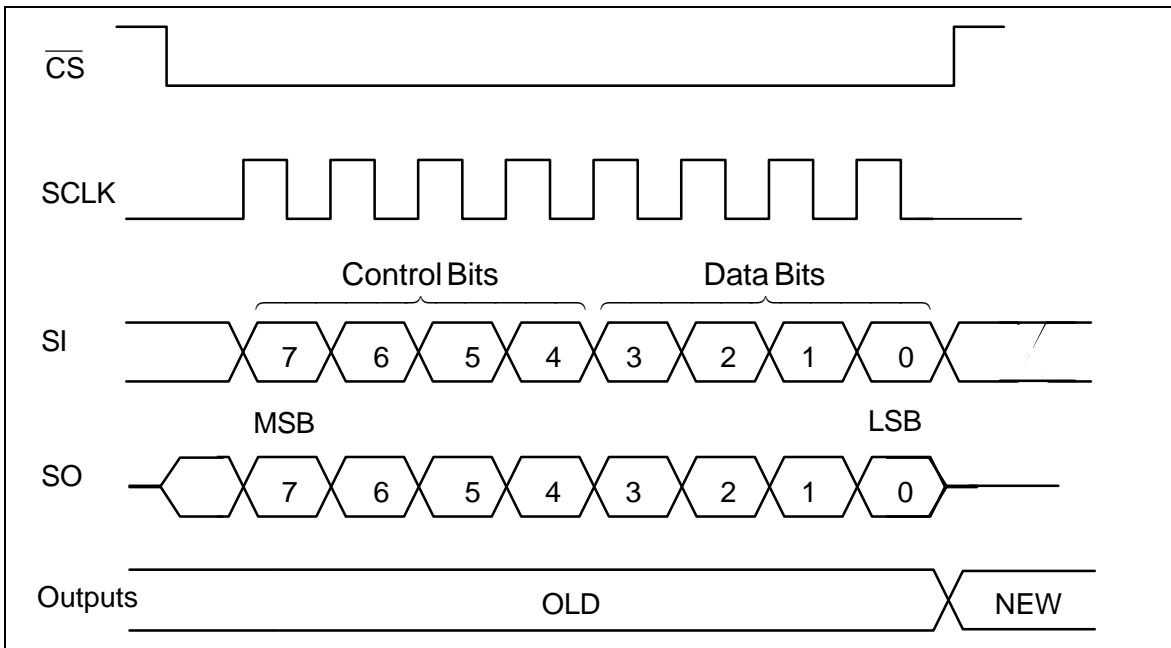 C̅S̅
SCLK
Control Bits Data Bits
SI 7 6 5 4 3 2 1 0
MSB LSB
SO 7 6 5 4 3 2 1 0
Outputs OLD NEW